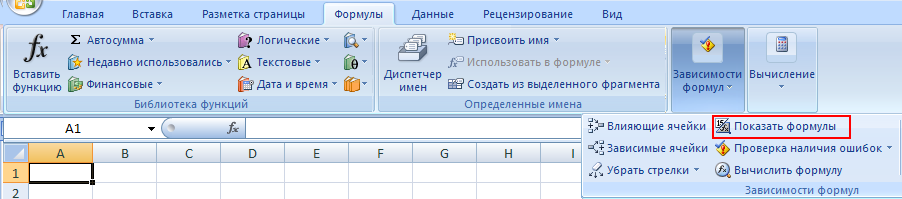 Главная Вставка Разметка страницы Формулы Данные Рецензирование Вид
fx Вставить функцию
Σ Автосумма
Недавно использовались
Финансовые
Логические
Текстовые
Дата и время
θ
Библиотека функций
Диспетчер имен
Присвоить имя
Использовать в формуле
Создать из выделенного фрагмента
Определенные имена
Зависимости формул
Вычисление
A1 fx
Влияющие ячейки
Зависимые ячейки
Убрать стрелки
Показать формулы
Проверка наличия ошибок
Вычислить формулу
Зависимости формул
A B C D E F G H I
1
2